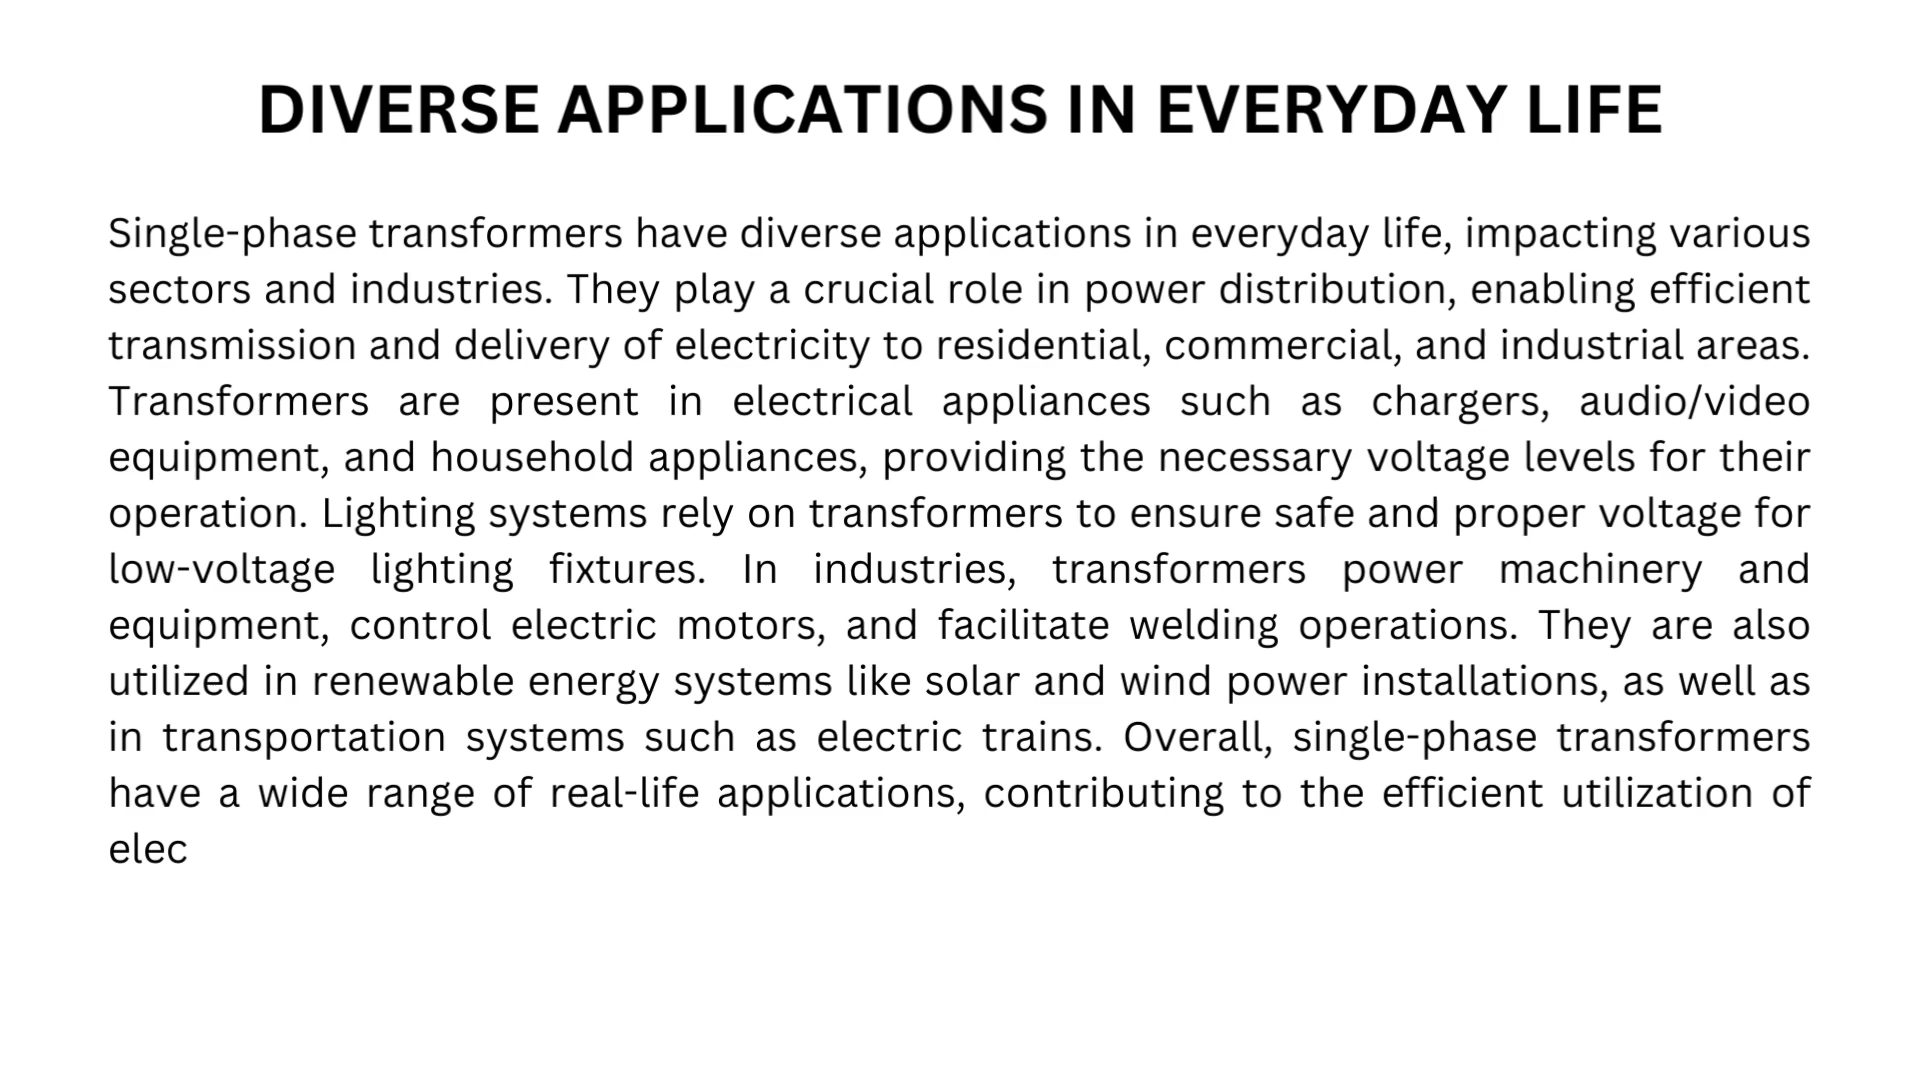 DIVERSE APPLICATIONS IN EVERYDAY LIFE
Single-phase transformers have diverse applications in everyday life, impacting various
sectors and industries. They play a crucial role in power distribution, enabling efficient
transmission and delivery of electricity to residential, commercial, and industrial areas.
Transformers are present in electrical appliances such as chargers, audio/video
equipment, and household appliances, providing the necessary voltage levels for their
operation. Lighting systems rely on transformers to ensure safe and proper voltage for
low-voltage lighting fixtures. In industries, transformers power machinery and
equipment, control electric motors, and facilitate welding operations. They are also
utilized in renewable energy systems like solar and wind power installations, as well as
in transportation systems such as electric trains. Overall, single-phase transformers
have a wide range of real-life applications, contributing to the efficient utilization of
elec